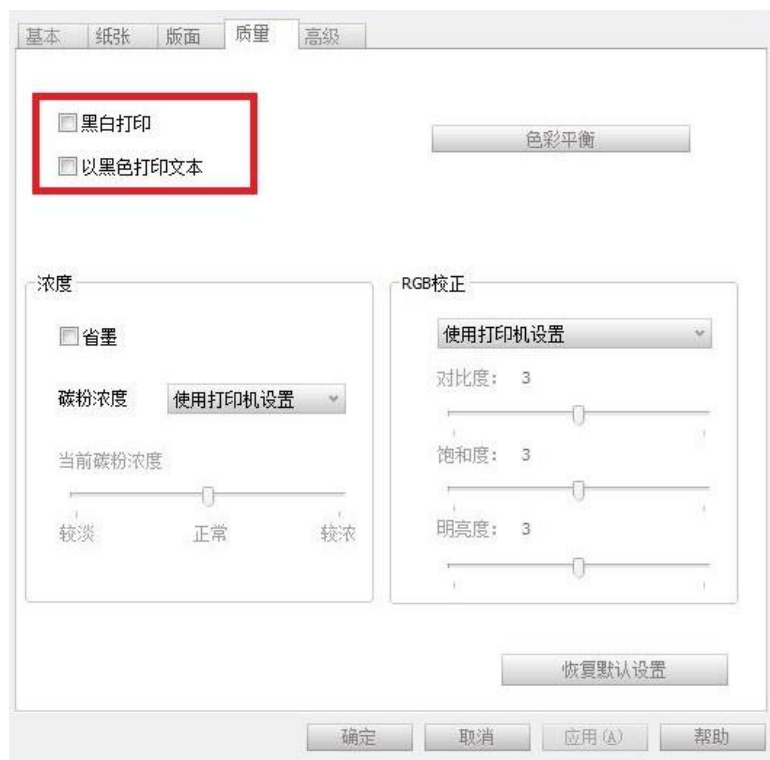 基本 纸张 版面 质量 高级
黑白打印
色彩平衡
以黑色打印文本
浓度
RGB校正
省墨
使用打印机设置
对比度： 3
碳粉浓度 使用打印机设置
饱和度： 3
当前碳粉浓度
较淡 正常 较浓
明亮度： 3
恢复默认设置
确定 取消 应用(A) 帮助